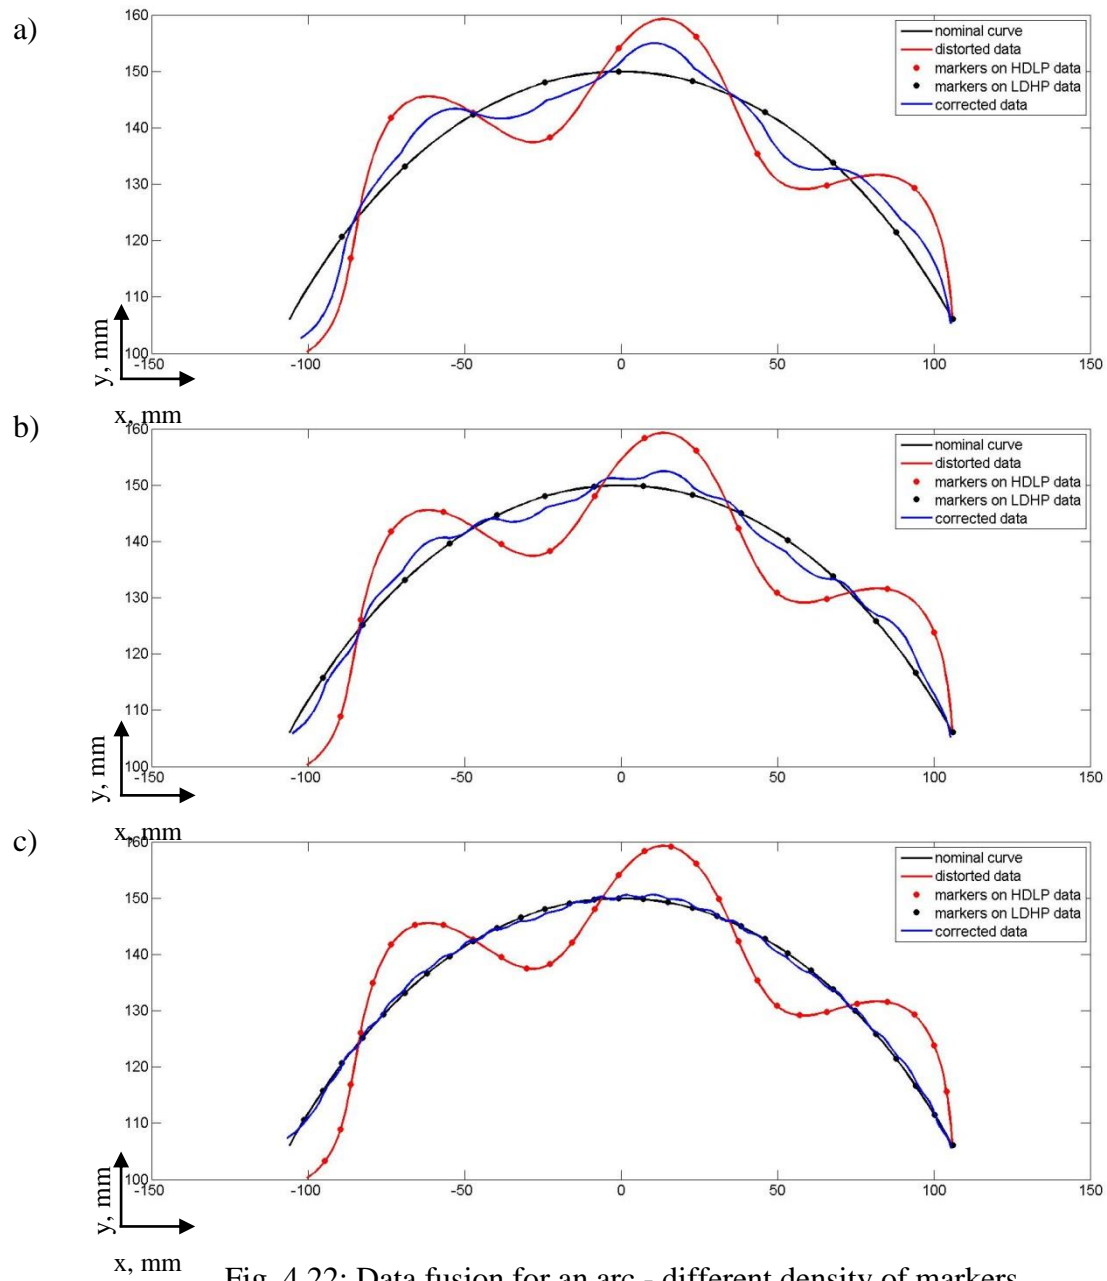 a)
160
150
140
130
120
110
100
nominal curve
distorted data
markers on HDLP data
markers on LDHP data
corrected data
-150
-100
-50
0
50
100
150
y, mm
x, mm
b)
160
150
140
130
120
110
100
nominal curve
distorted data
markers on HDLP data
markers on LDHP data
corrected data
-150
-100
-50
0
50
100
150
y, mm
x, mm
c)
160
150
140
130
120
110
100
nominal curve
distorted data
markers on HDLP data
markers on LDHP data
corrected data
-150
-100
-50
0
50
100
150
y, mm
x, mm
Fig. 4.22: Data fusion for an arc - different density of markers